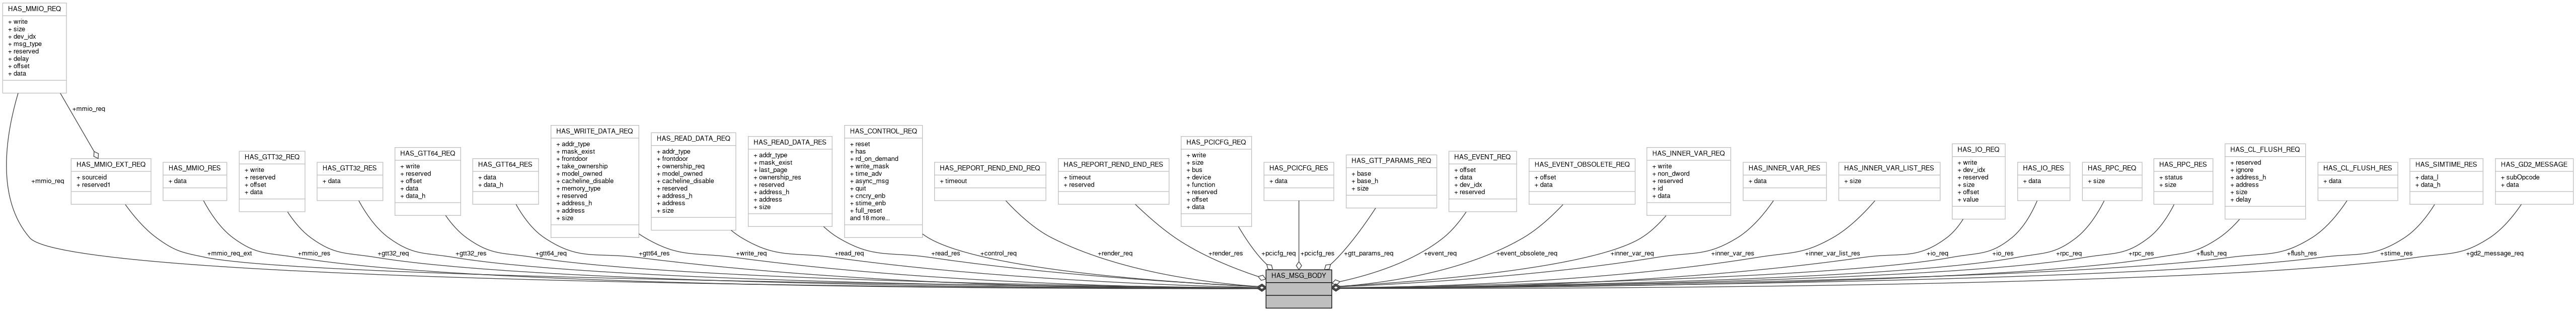 HAS_MMIO_REQ
+ write
+ size
+ dev_idx
+ msg_type
+ reserved
+ delay
+ offset
+ data
+mmio_req
+mmio_req
HAS_MMIO_EXT_REQ
+ sourceid
+ reserved1
HAS_MMIO_RES
+ data
HAS_GTT32_REQ
+ write
+ reserved
+ offset
+ data
HAS_GTT32_RES
+ data
HAS_GTT64_REQ
+ write
+ reserved
+ offset
+ data
+ data_h
HAS_GTT64_RES
+ data
+ data_h
HAS_WRITE_DATA_REQ
+ addr_type
+ mask_exist
+ frontdoor
+ take_ownership
+ model_owned
+ cacheline_disable
+ memory_type
+ reserved
+ address_h
+ address
+ size
HAS_READ_DATA_REQ
+ addr_type
+ frontdoor
+ ownership_req
+ model_owned
+ cacheline_disable
+ reserved
+ address_h
+ address
+ size
HAS_READ_DATA_RES
+ addr_type
+ mask_exist
+ last_page
+ ownership_res
+ reserved
+ address_h
+ address
+ size
HAS_CONTROL_REQ
+ reset
+ has
+ rd_on_demand
+ write_mask
+ time_adv
+ async_msg
+ quit
+ cncry_enb
+ stime_enb
+ full_reset
and 18 more...
HAS_REPORT_REND_END_REQ
+ timeout
HAS_REPORT_REND_END_RES
+ timeout
+ reserved
HAS_PCICFG_REQ
+ write
+ size
+ bus
+ device
+ function
+ reserved
+ offset
+ data
HAS_PCICFG_RES
+ data
HAS_GTT_PARAMS_REQ
+ base
+ base_h
+ size
HAS_EVENT_REQ
+ offset
+ data
+ dev_idx
+ reserved
HAS_EVENT_OBSOLETE_REQ
+ offset
+ data
HAS_INNER_VAR_REQ
+ write
+ non_dword
+ reserved
+ id
+ data
HAS_INNER_VAR_RES
+ data
HAS_INNER_VAR_LIST_RES
+ size
HAS_IO_REQ
+ write
+ dev_idx
+ reserved
+ size
+ offset
+ value
HAS_IO_RES
+ data
HAS_RPC_REQ
+ size
HAS_RPC_RES
+ status
+ size
HAS_CL_FLUSH_REQ
+ reserved
+ ignore
+ address_h
+ address
+ size
+ delay
HAS_CL_FLUSH_RES
+ data
HAS_SIMTIME_RES
+ data_l
+ data_h
HAS_GD2_MESSAGE
+ subOpcode
+ data
+mmio_req_ext
+mmio_res
+gtt32_req
+gtt32_res
+gtt64_req
+gtt64_res
+write_req
+read_req
+read_res
+control_req
+render_req
+render_res
+pcicfg_req
+pcicfg_res
+gtt_params_req
+event_req
+event_obsolete_req
+inner_var_req
+inner_var_res
+inner_var_list_res
+io_req
+io_res
+rpc_req
+rpc_res
+flush_req
+flush_res
+stime_res
+gd2_message_req
HAS_MSG_BODY